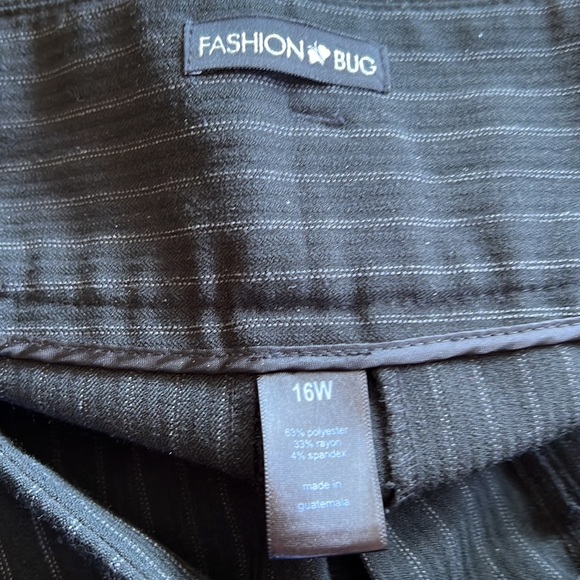 FASHION BUG
16W
63% polyester
33% rayon
4% spandex
made in
guatemala